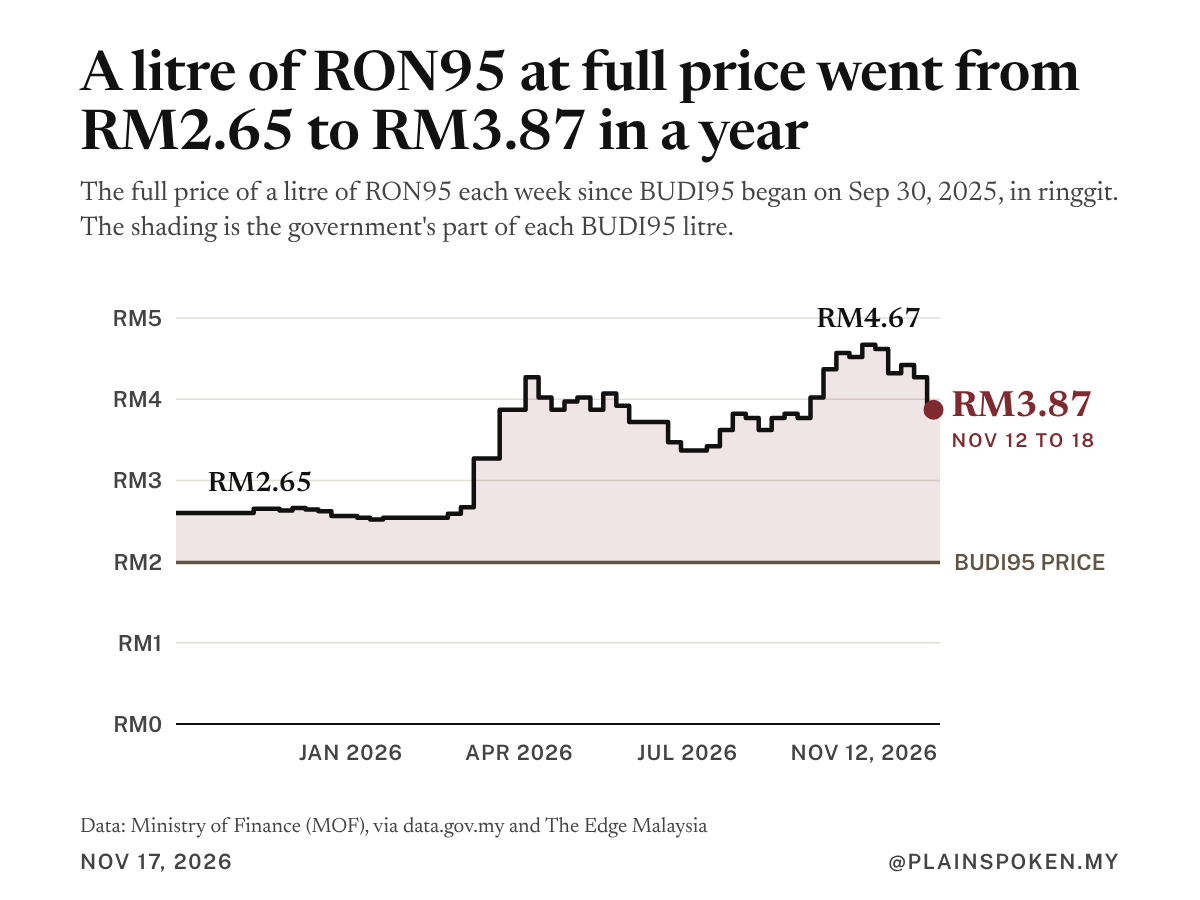 A litre of RON95 at full price went from
RM2.65 to RM3.87 in a year
The full price of a litre of RON95 each week since BUDI95 began on Sep 30, 2025, in ringgit.
The shading is the government's part of each BUDI95 litre.
RM5
RM4.67
RM4
RM3.87
NOV 12 TO 18
RM3
RM2.65
RM2
BUDI95 PRICE
RM1
RM0
JAN 2026
APR 2026
JUL 2026
NOV 12, 2026
Data: Ministry of Finance (MOF), via data.gov.my and The Edge Malaysia
NOV 17, 2026
@PLAINSPOKEN.MY